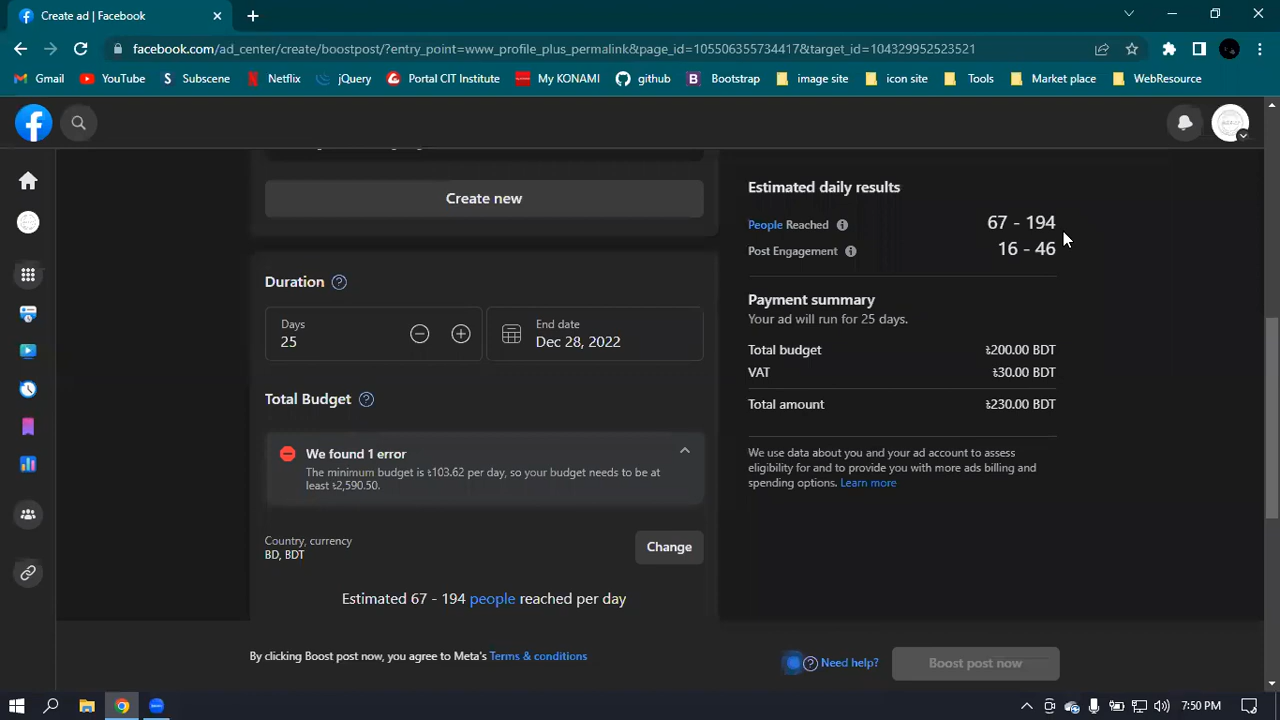 Create ad | Facebook
facebook.com/ad_center/create/boostpost/?entry_point=www_profile_plus_permalink&page_id=105506355734417&target_id=104329952523521
Gmail YouTube Subscene Netflix jQuery Portal CIT Institute My KONAMI github Bootstrap image site icon site Tools Market place WebResource
Create new
Duration
Days
25
End date
Dec 28, 2022
Total Budget
We found 1 error
The minimum budget is ৳103.62 per day, so your budget needs to be at
least ৳2,590.50.
Country, currency
BD, BDT
Change
Estimated 67 - 194 people reached per day
Estimated daily results
People Reached 67 - 194
Post Engagement 16 - 46
Payment summary
Your ad will run for 25 days.
Total budget ৳200.00 BDT
VAT ৳30.00 BDT
Total amount ৳230.00 BDT
We use data about you and your ad account to assess
eligibility for and to provide you with more ads billing and
spending options. Learn more
By clicking Boost post now, you agree to Meta's Terms & conditions
Need help?
Boost post now
7:50 PM